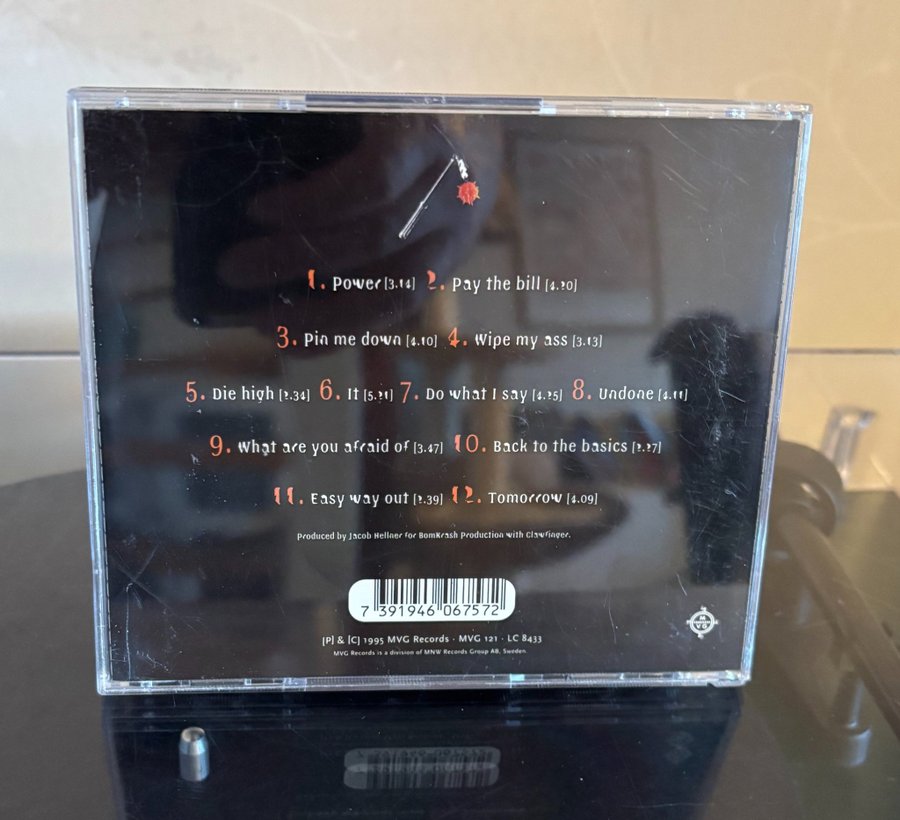 1. Power [3.14] 2. Pay the bill [4.20]
3. Pin me down [4.10] 4. Wipe my ass [3.13]
5. Die high [2.34] 6. It [5.21] 7. Do what I say [4.25] 8. Undone [4.11]
9. What are you afraid of [3.47] 10. Back to the basics [2.27]
11. Easy way out [2.39] 12. Tomorrow [4.09]
Produced by Jacob Hellner for BomKrash Production with Clawfinger.
7 391946 067572
[P] & [C] 1995 MVG Records · MVG 121 · LC 8433
MVG Records is a division of MNW Records Group AB, Sweden.